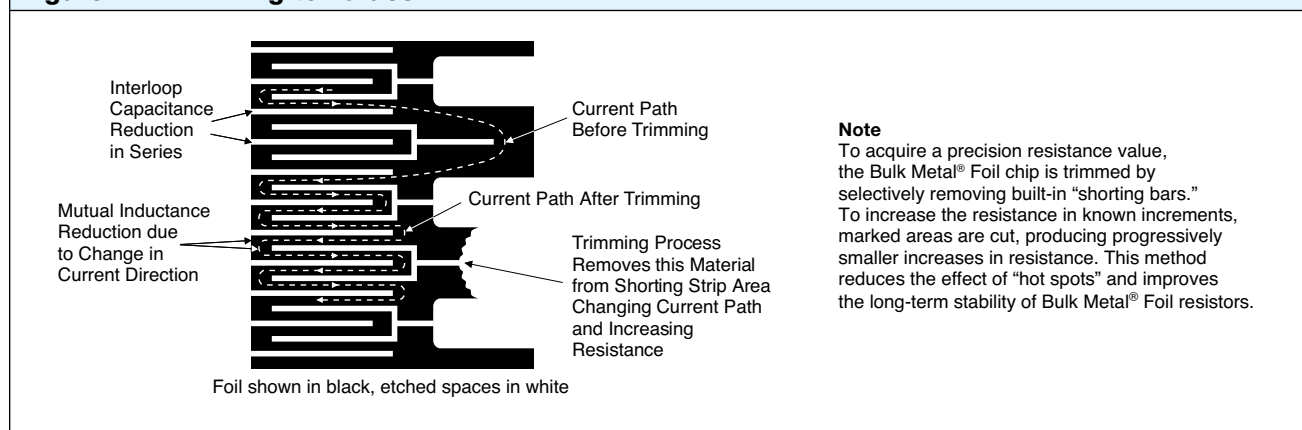 Interloop
Capacitance
Reduction
in Series
Mutual Inductance
Reduction due
to Change in
Current Direction
Current Path
Before Trimming
Current Path After Trimming
Trimming Process
Removes this Material
from Shorting Strip Area
Changing Current Path
and Increasing
Resistance
Foil shown in black, etched spaces in white
Note
To acquire a precision resistance value,
the Bulk Metal® Foil chip is trimmed by
selectively removing built-in “shorting bars.”
To increase the resistance in known increments,
marked areas are cut, producing progressively
smaller increases in resistance. This method
reduces the effect of “hot spots” and improves
the long-term stability of Bulk Metal® Foil resistors.